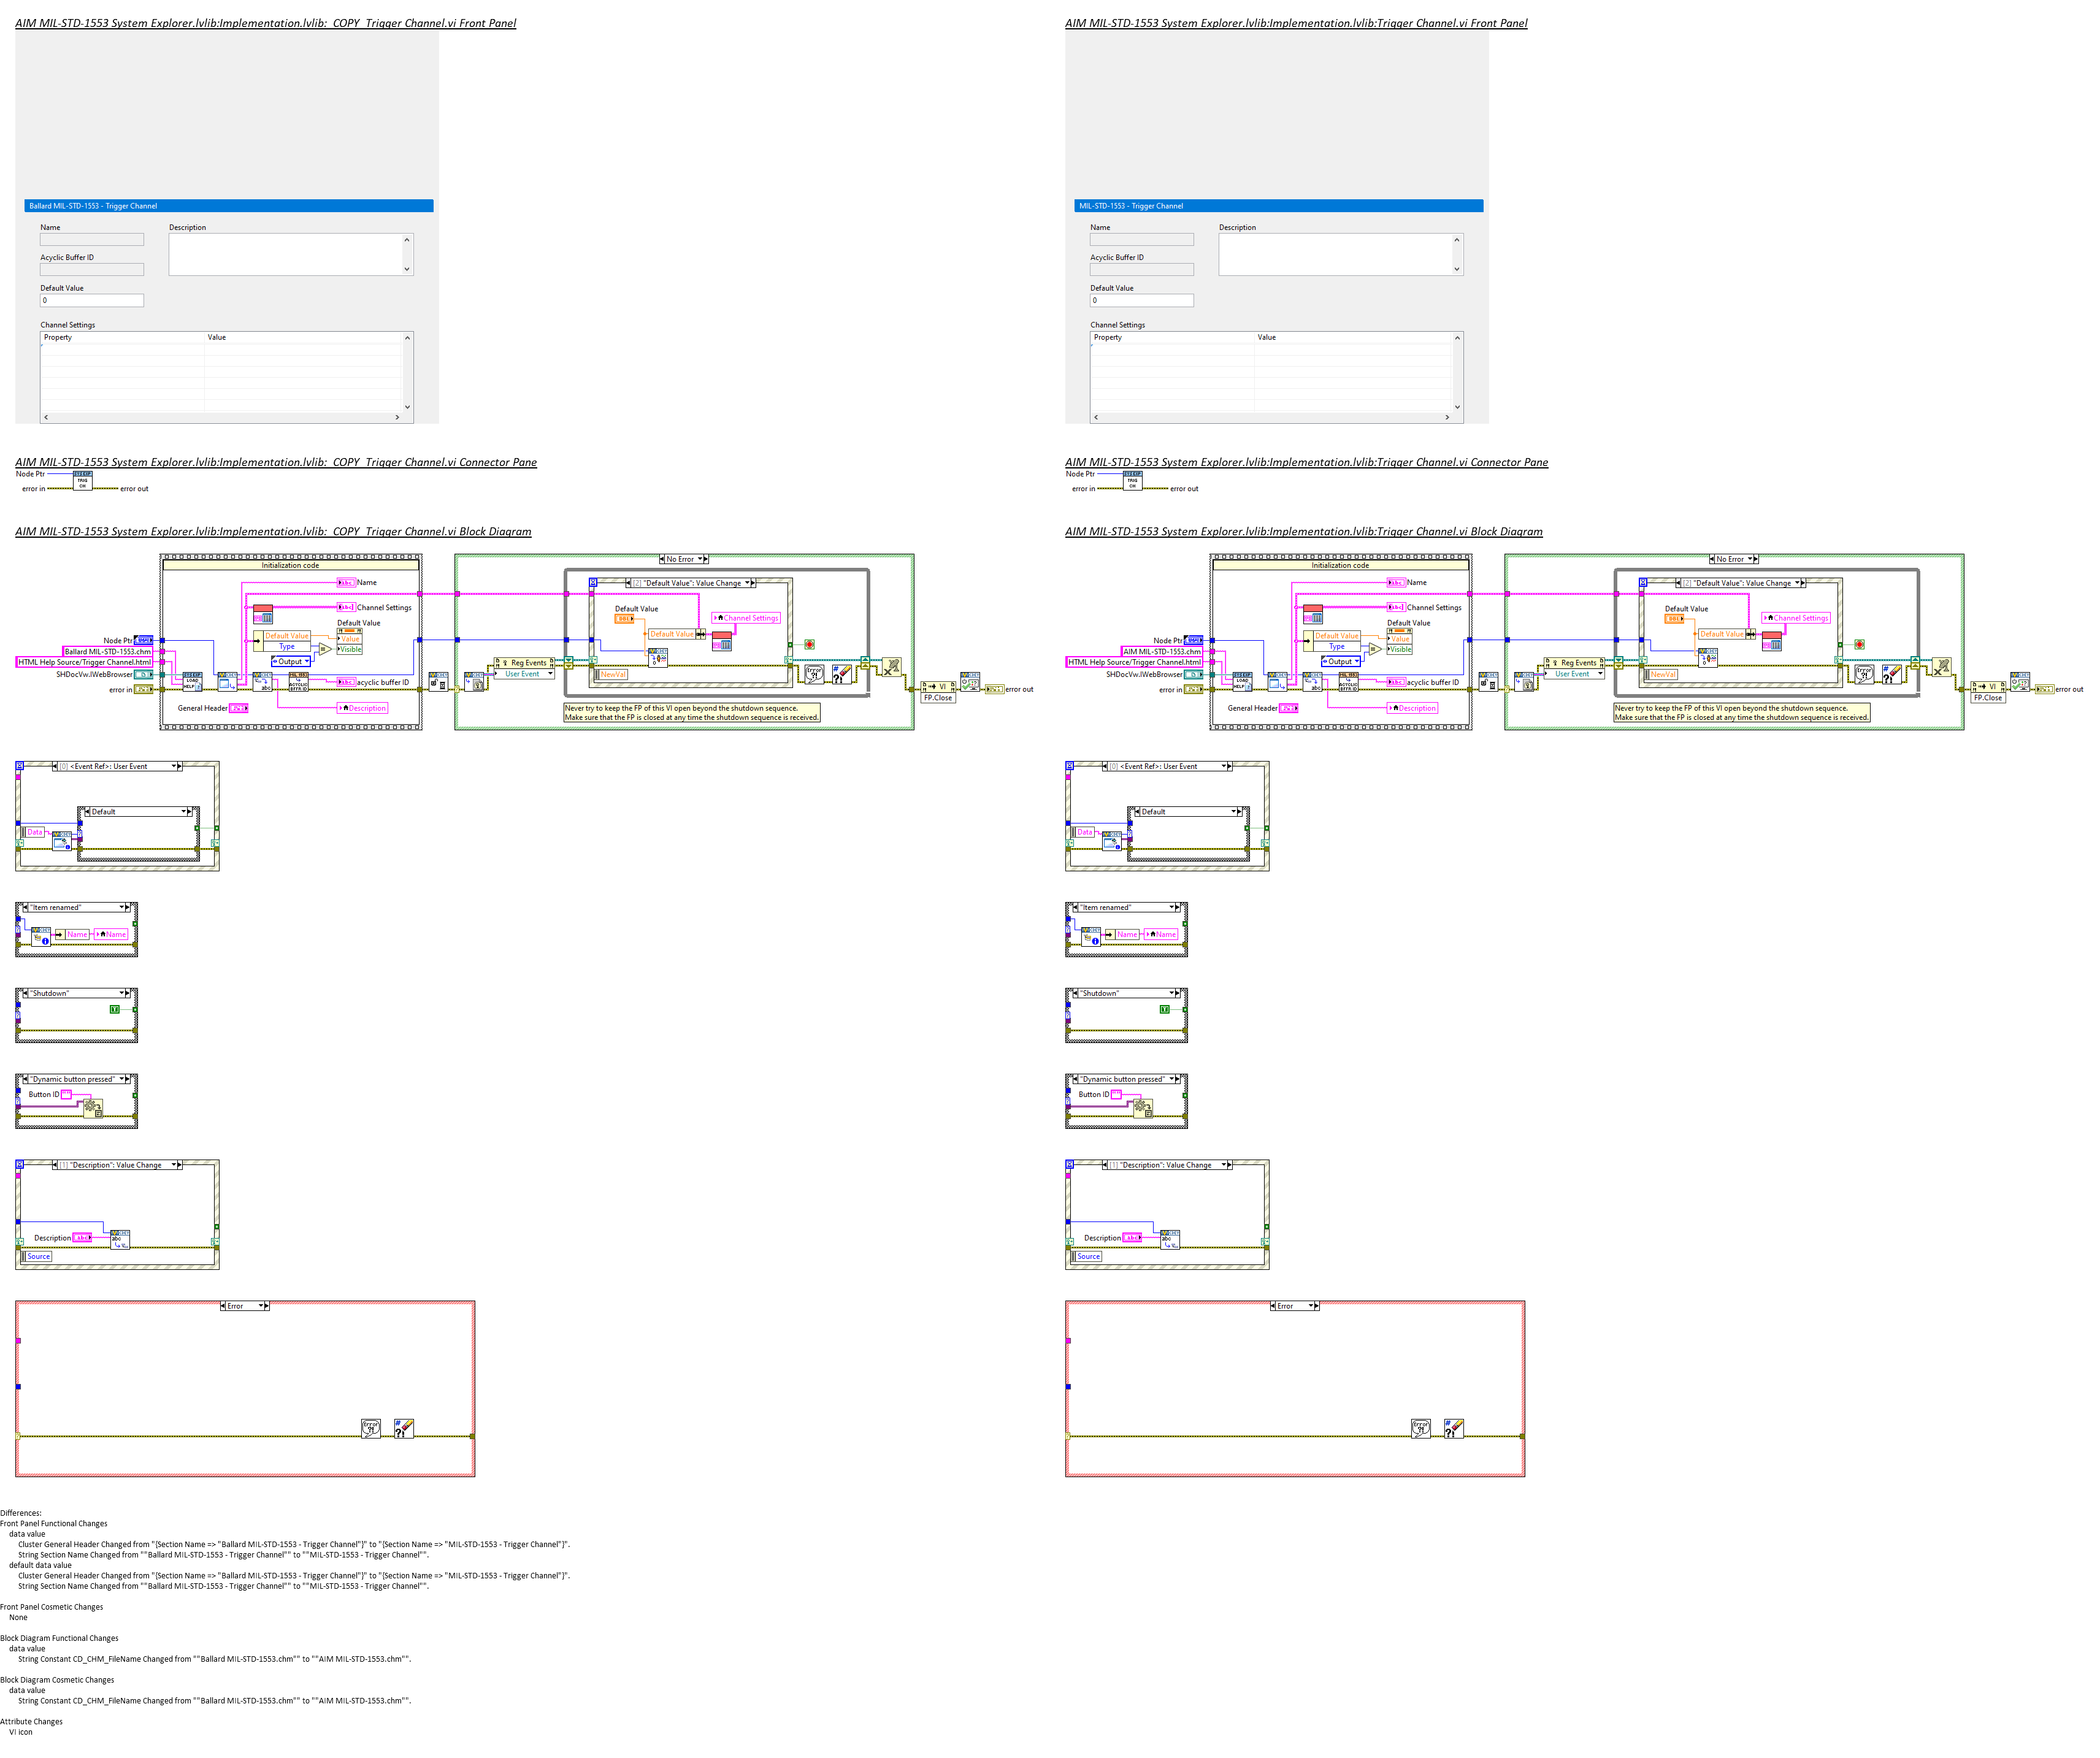 AIM MIL-STD-1553 System Explorer.lvlib:Implementation.lvlib:_COPY_Trigger Channel.vi Front Panel
Ballard MIL-STD-1553 - Trigger Channel
Name
Description
Acyclic Buffer ID
Default Value
0
Channel Settings
Property Value
AIM MIL-STD-1553 System Explorer.lvlib:Implementation.lvlib:_COPY_Trigger Channel.vi Connector Pane
Node Ptr
TRIG
CH
error in
error out
AIM MIL-STD-1553 System Explorer.lvlib:Implementation.lvlib:_COPY_Trigger Channel.vi Block Diagram
Initialization code
Name
Channel Settings
Default Value
Default Value
Value
Type
Visible
Output
Node Ptr
Ballard MIL-STD-1553.chm
HTML Help Source/Trigger Channel.html
SHDocVw.IWebBrowser
error in
LOAD
HELP
acyclic buffer ID
General Header
Description
No Error
[2] "Default Value": Value Change
Default Value
DBL
Channel Settings
Default Value
Reg Events
User Event
NewVal
Never try to keep the FP of this VI open beyond the shutdown sequence.
Make sure that the FP is closed at any time the shutdown sequence is received.
VI
FP.Close
error out
[0] <Event Ref>: User Event
Default
Data
"Item renamed"
Name
Name
"Shutdown"
"Dynamic button pressed"
Button ID
[1] "Description": Value Change
Description
abc
Source
Error
Error
?!
#
?!
AIM MIL-STD-1553 System Explorer.lvlib:Implementation.lvlib:Trigger Channel.vi Front Panel
MIL-STD-1553 - Trigger Channel
Name
Description
Acyclic Buffer ID
Default Value
0
Channel Settings
Property Value
AIM MIL-STD-1553 System Explorer.lvlib:Implementation.lvlib:Trigger Channel.vi Connector Pane
Node Ptr
TRIG
CH
error in
error out
AIM MIL-STD-1553 System Explorer.lvlib:Implementation.lvlib:Trigger Channel.vi Block Diagram
Initialization code
Name
Channel Settings
Default Value
Default Value
Value
Type
Visible
Output
Node Ptr
AIM MIL-STD-1553.chm
HTML Help Source/Trigger Channel.html
SHDocVw.IWebBrowser
error in
LOAD
HELP
acyclic buffer ID
General Header
Description
No Error
[2] "Default Value": Value Change
Default Value
DBL
Channel Settings
Default Value
Reg Events
User Event
NewVal
Never try to keep the FP of this VI open beyond the shutdown sequence.
Make sure that the FP is closed at any time the shutdown sequence is received.
VI
FP.Close
error out
[0] <Event Ref>: User Event
Default
Data
"Item renamed"
Name
Name
"Shutdown"
"Dynamic button pressed"
Button ID
[1] "Description": Value Change
Description
abc
Source
Error
Error
?!
#
?!
Differences:
Front Panel Functional Changes
data value
Cluster General Header Changed from "{Section Name => "Ballard MIL-STD-1553 - Trigger Channel"}" to "{Section Name => "MIL-STD-1553 - Trigger Channel"}".
String Section Name Changed from ""Ballard MIL-STD-1553 - Trigger Channel"" to ""MIL-STD-1553 - Trigger Channel"".
default data value
Cluster General Header Changed from "{Section Name => "Ballard MIL-STD-1553 - Trigger Channel"}" to "{Section Name => "MIL-STD-1553 - Trigger Channel"}".
String Section Name Changed from ""Ballard MIL-STD-1553 - Trigger Channel"" to ""MIL-STD-1553 - Trigger Channel"".
Front Panel Cosmetic Changes
None
Block Diagram Functional Changes
data value
String Constant CD_CHM_FileName Changed from ""Ballard MIL-STD-1553.chm"" to ""AIM MIL-STD-1553.chm"".
Block Diagram Cosmetic Changes
data value
String Constant CD_CHM_FileName Changed from ""Ballard MIL-STD-1553.chm"" to ""AIM MIL-STD-1553.chm"".
Attribute Changes
VI icon